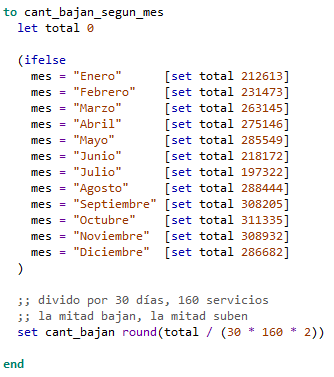 to cant_bajan_segun_mes
let total 0
(ifelse
mes = "Enero" [set total 212613]
mes = "Febrero" [set total 231473]
mes = "Marzo" [set total 263145]
mes = "Abril" [set total 275146]
mes = "Mayo" [set total 285549]
mes = "Junio" [set total 218172]
mes = "Julio" [set total 197322]
mes = "Agosto" [set total 288444]
mes = "Septiembre" [set total 308205]
mes = "Octubre" [set total 311335]
mes = "Noviembre" [set total 308932]
mes = "Diciembre" [set total 286682]
)
;; divido por 30 días, 160 servicios
;; la mitad bajan, la mitad suben
set cant_bajan round(total / (30 * 160 * 2))
end